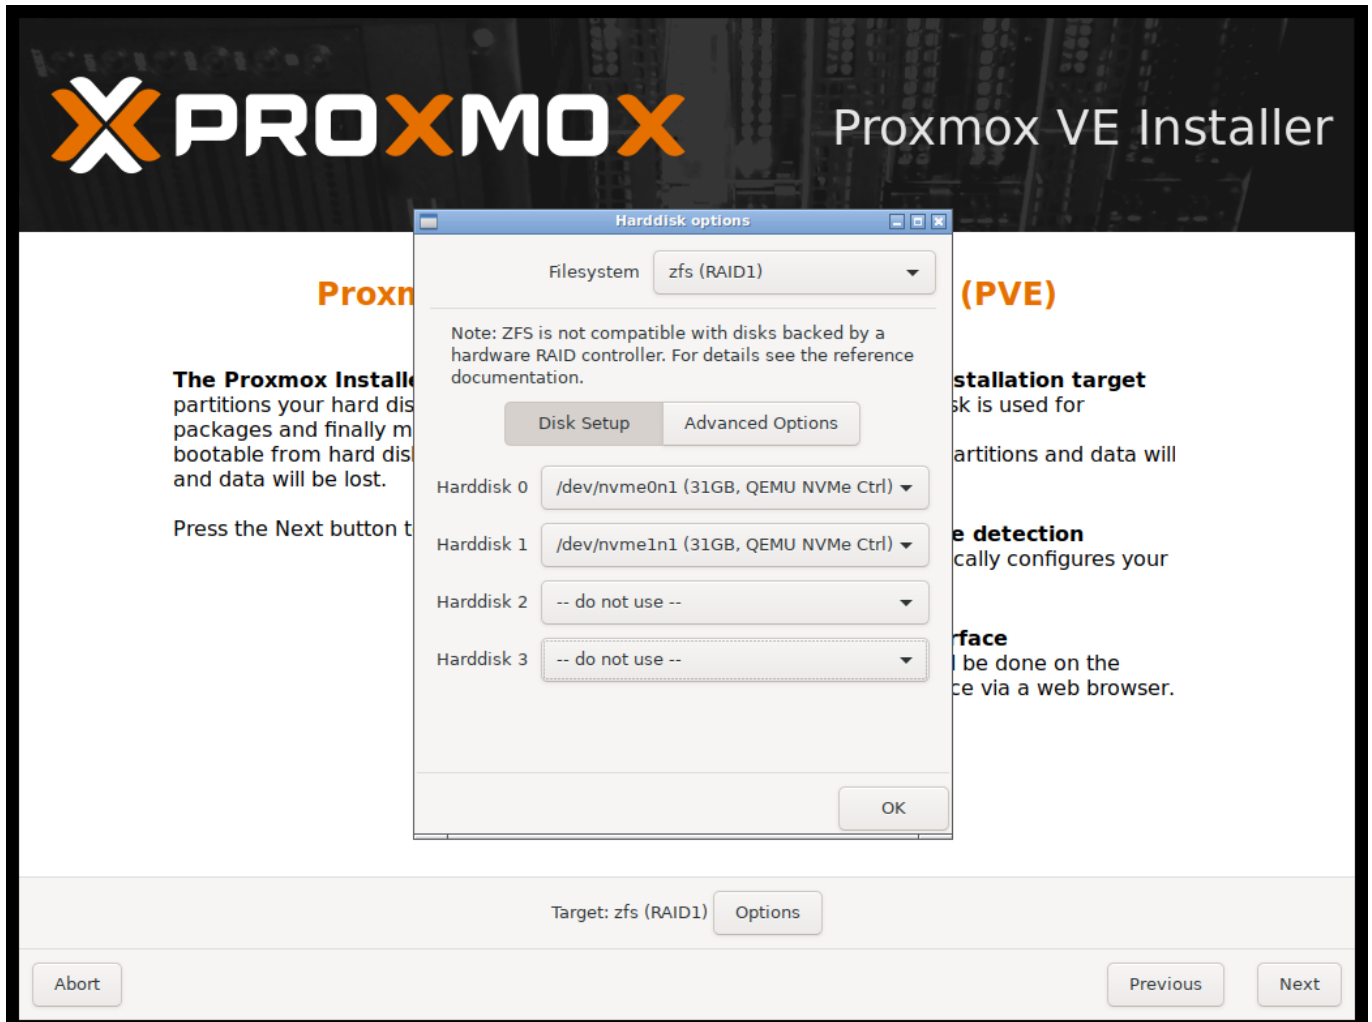 PROXMOX
Proxmox VE Installer
Harddisk options
Filesystem zfs (RAID1)
Proxm (PVE)
Note: ZFS is not compatible with disks backed by a
hardware RAID controller. For details see the reference
documentation.
Disk Setup Advanced Options
Harddisk 0 /dev/nvme0n1 (31GB, QEMU NVMe Ctrl)
Harddisk 1 /dev/nvme1n1 (31GB, QEMU NVMe Ctrl)
Harddisk 2 -- do not use --
Harddisk 3 -- do not use --
OK
The Proxmox Installe
partitions your hard dis
packages and finally m
bootable from hard dis
and data will be lost.
Press the Next button t
stallation target
sk is used for
artitions and data will
e detection
cally configures your
rface
l be done on the
ce via a web browser.
Target: zfs (RAID1) Options
Abort Previous Next